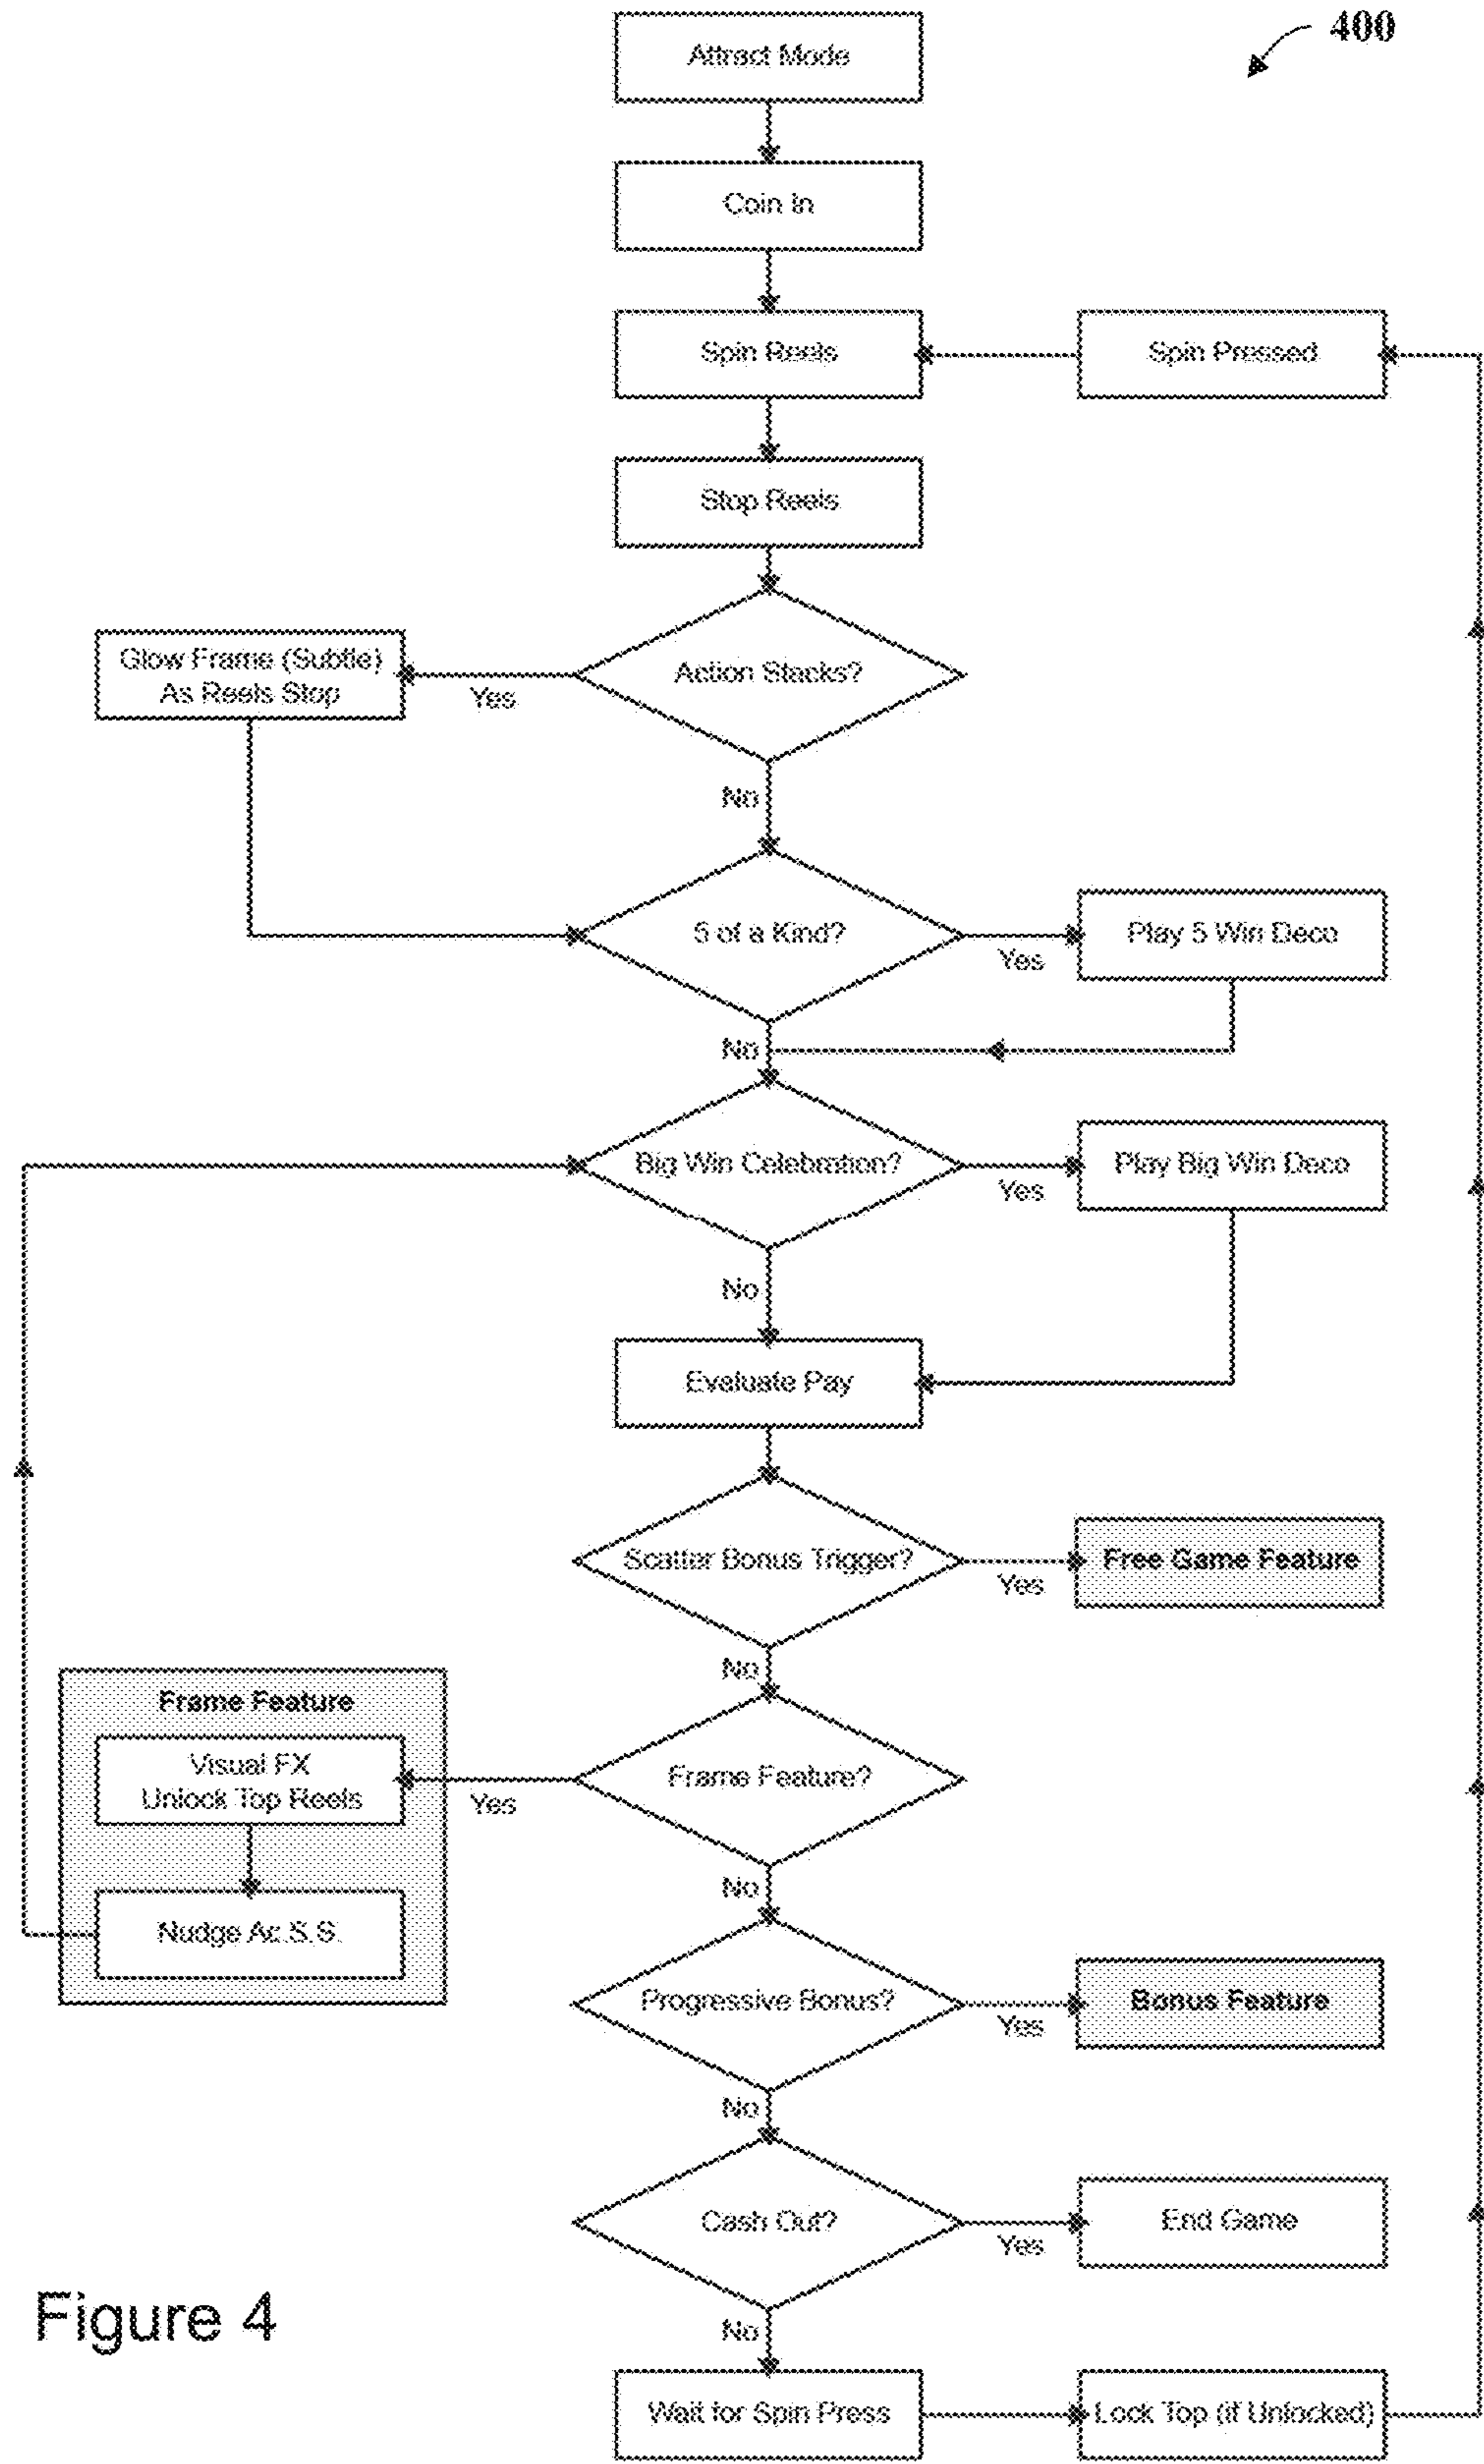 400
Attract Mode
Coin In
Spin Reels
Spin Pressed
Stop Reels
Action Stacks?
Yes
Glow Frame (Subtle)
As Reels Stop
No
5 of a Kind?
Yes
Play 5 Win Deco
No
Big Win Celebration?
Yes
Play Big Win Deco
No
Evaluate Pay
Scatter Bonus Trigger?
Yes
Free Game Feature
No
Frame Feature
Visual FX
Unlock Top Reels
Frame Feature?
Yes
No
Nudge Ac.S.S.
Progressive Bonus?
Yes
Bonus Feature
No
Cash Out?
Yes
End Game
No
Wait for Spin Press
Lock Top (if Unlocked)
Figure 4